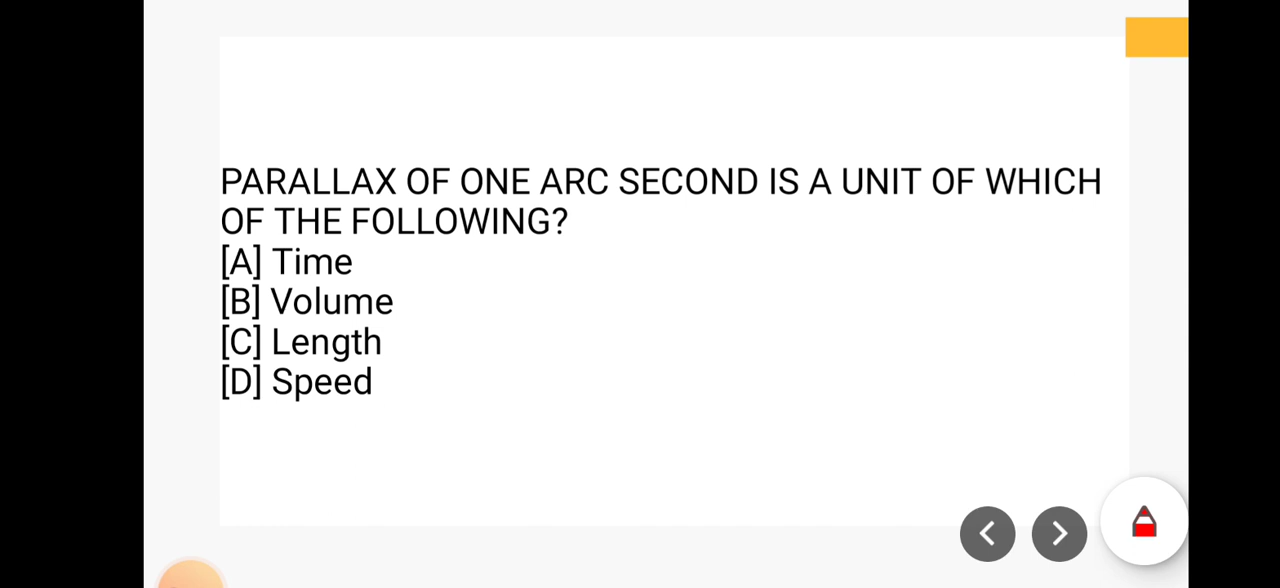 PARALLAX OF ONE ARC SECOND IS A UNIT OF WHICH
OF THE FOLLOWING?
[A] Time
[B] Volume
[C] Length
[D] Speed